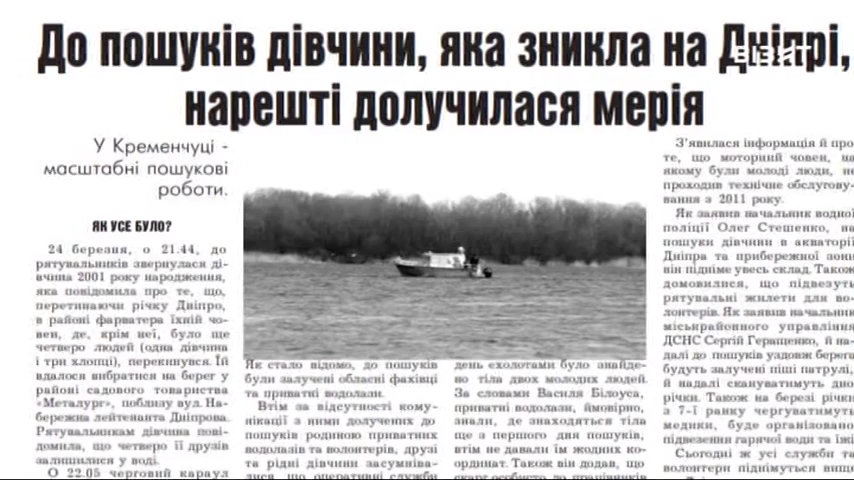 До пошуків дівчини, яка зникла на Дніпрі,
нарешті долучилася мерія
ВІЗИТ
У Кременчуці -
масштабні пошукові
роботи.
ЯК УСЕ БУЛО?
24 березня, о 21.44, до
рятувальників звернулася ді-
вчина 2001 року народження,
яка повідомила про те, що,
перетинаючи річку Дніпро,
в районі фарватера їхній чо-
вен, де, крім неї, було ще
четверо людей (одна дівчина
і три хлопці), перекинувся. Їй
вдалося вибратися на берег у
районі садового товариства
«Металург», поблизу вул. На-
бережна лейтенанта Дніпрова.
Рятувальникам дівчина пові-
домила, що четверо її друзів
залишилися у воді.
О 22.05 черговий караул
Як стало відомо, до пошуків
були залучені обласні фахівці
та приватні водолази.
Втім за відсутності кому-
нікації з ними долучених до
пошуків родиною приватних
водолазів та волонтерів, друзі
та рідні дівчини засумніва-
лися, що оперативні служби
день ехолотами було знайде-
но тіла двох молодих людей.
За словами Василя Білоуса,
приватні водолази, ймовірно,
знали, де знаходяться тіла
ще з першого дня пошуків,
втім не давали їм жодних ко-
ординат. Також він додав, що
скарг особисто до працівників
З'явилася інформація й про
те, що моторний човен, на
якому були молоді люди, не
проходив технічне обслугову-
вання з 2011 року.
Як заявив начальник водної
поліції Олег Стешенко, на
пошуки дівчини в акваторії
Дніпра та прибережної зони
він підніме увесь склад. Також
домовилися, що підвезуть
рятувальні жилети для во-
лонтерів. Як заявив начальник
міськрайонного управління
ДСНС Сергій Геращенко, й на-
далі до пошуків уздовж берега
будуть залучені піші патрулі,
й надалі скануватимуть дно
річки. Також на березі річки
з 7-ї ранку чергуватимуть
медики, буде організовано
підвезення гарячої води та їжі
Сьогодні ж усі служби та
волонтери піднімуться вище